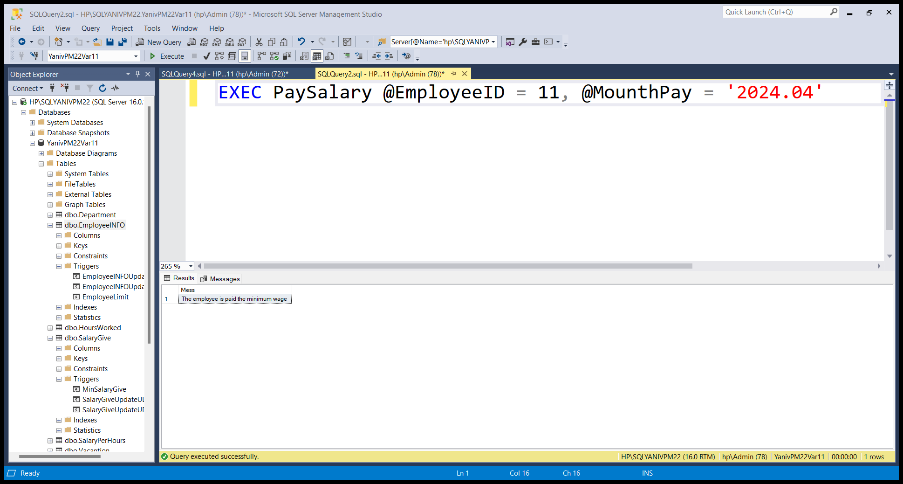 SQLQuery2.sql - HP\SQLYANIVPM22.YanivPM22Var11 (hp\Admin (78))* - Microsoft SQL Server Management Studio
Quick Launch (Ctrl+Q)
File Edit View Query Project Tools Window Help
New Query
Server[@Name='hp\SQLYANIVP
YanivPM22Var11
Execute
Object Explorer
SQLQuery4.sql - HP...11 (hp\Admin (72))*
SQLQuery2.sql - HP...11 (hp\Admin (78))*
Connect
HP\SQLYANIVPM22 (SQL Server 16.0.
Databases
System Databases
Database Snapshots
YanivPM22Var11
Database Diagrams
Tables
System Tables
FileTables
External Tables
Graph Tables
dbo.Department
dbo.EmployeeINFO
Columns
Keys
Constraints
Triggers
EmployeeINFOUpda
EmployeeINFOUpda
EmployeeLimit
Indexes
Statistics
dbo.HoursWorked
dbo.SalaryGive
Columns
Keys
Constraints
Triggers
MinSalaryGive
SalaryGiveUpdateUI
SalaryGiveUpdateUI
Indexes
Statistics
dbo.SalaryPerHours
dbo.Vacantion
EXEC PaySalary @EmployeeID = 11, @MounthPay = '2024.04'
265 %
Results Messages
Mess
1 The employee is paid the minimum wage
Query executed successfully.
HP\SQLYANIVPM22 (16.0 RTM) hp\Admin (78) YanivPM22Var11 00:00:00 1 rows
Ready
Ln 1 Col 16 Ch 16 INS